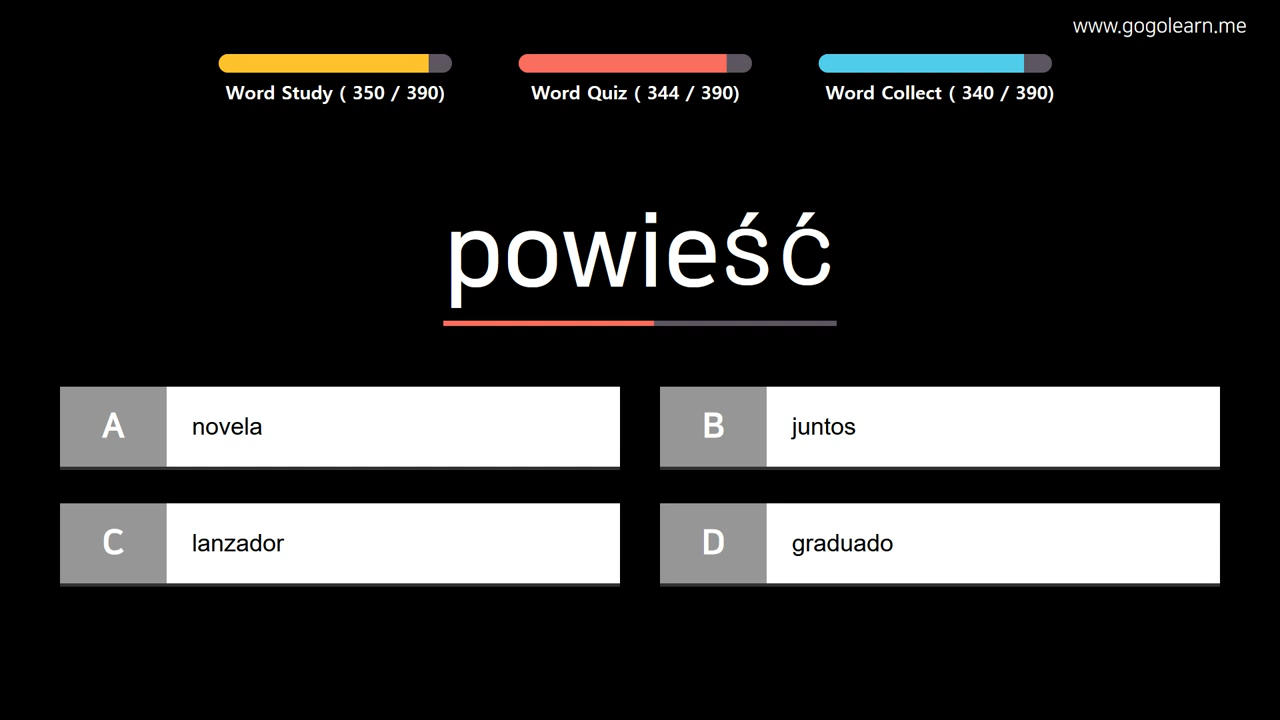 www.gogolearn.me
Word Study ( 350 / 390)
Word Quiz ( 344 / 390)
Word Collect ( 340 / 390)
powieść
A novela
B juntos
C lanzador
D graduado